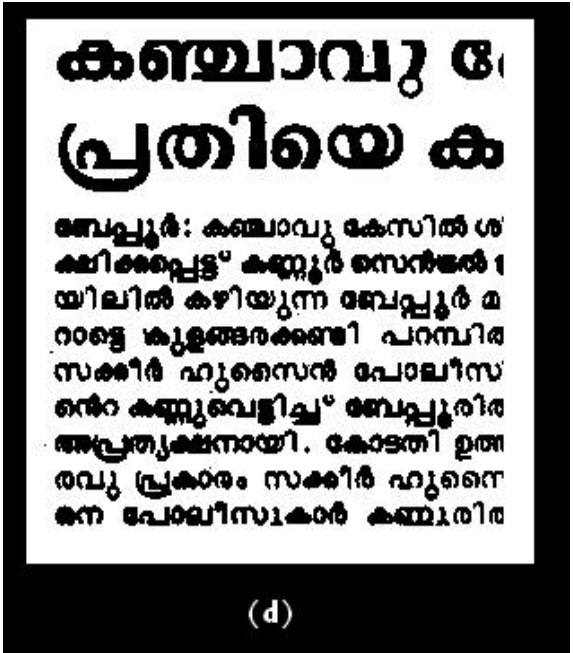 കഞ്ചാവു കേ
പ്രതിയെ ക
ബേപ്പൂർ: കഞ്ചാവു കേസിൽ ശി
ക്ഷിക്കപ്പെട്ട് കണ്ണൂർ സെൻട്രൽ
യിലിൽ കഴിയുന്ന ബേപ്പൂർ മ
റാട്ടെ കുളങ്ങരക്കണ്ടി പറമ്പിൽ
സക്കീർ ഹുസൈൻ പോലീസി
ൻെറ കണ്ണുവെട്ടിച്ച് ബേപ്പൂരിൽ
അപ്രത്യക്ഷനായി. കോടതി ഉത്ത
രവു പ്രകാരം സക്കീർ ഹുസൈ
നെ പോലീസുകാർ കണ്ണൂരിൽ
(d)